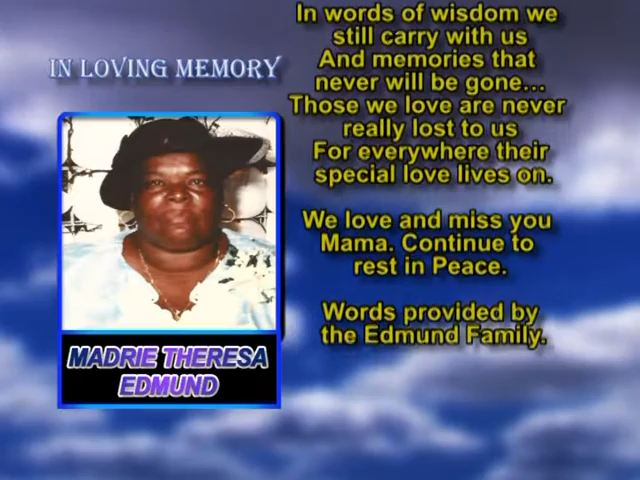 IN LOVING MEMORY
MADRIE THERESA
EDMUND
In words of wisdom we
still carry with us
And memories that
never will be gone...
Those we love are never
really lost to us
For everywhere their
special love lives on.
We love and miss you
Mama. Continue to
rest in Peace.
Words provided by
the Edmund Family.